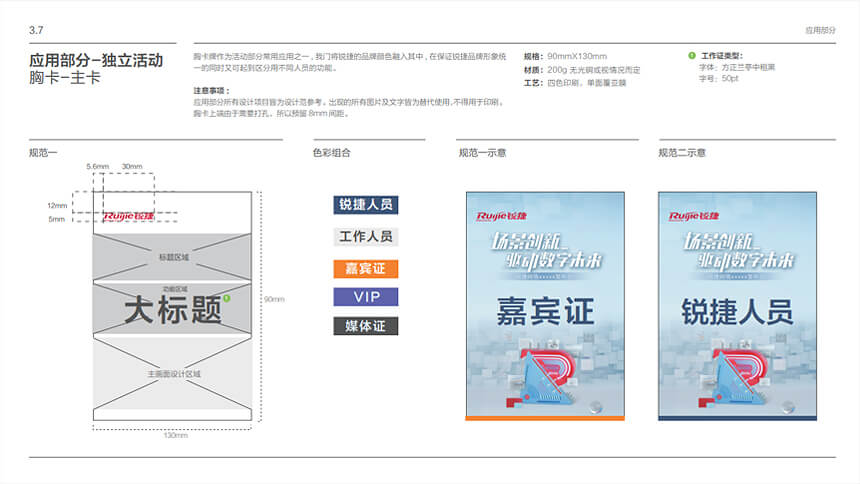 3.7
应用部分
应用部分-独立活动
胸卡-主卡
胸卡牌作为活动部分常用应用之一，我门将锐捷的品牌颜色融入其中，在保证锐捷品牌形象统
一的同时又可起到区分用不同人员的功能。
注意事项：
应用部分所有设计项目皆为设计范参考。出现的所有图片及文字皆为替代使用,不得用于印刷。
胸卡上端由于需要打孔。所以预留8mm间距。
规格：90mmX130mm
材质：200g 无光铜或视情况而定
工艺：四色印刷，单面覆亚膜
! 工作证类型：
字体：方正兰亭中粗黑
字号：50pt
规范一
色彩组合
规范一示意
规范二示意
5.6mm
30mm
12mm
5mm
Ruijie锐捷
标题区域
功能区域
大标题
!
主画面设计区域
90mm
130mm
锐捷人员
工作人员
嘉宾证
VIP
媒体证
Ruijie锐捷
场景创新_
驱动数字未来
嘉宾证
Ruijie锐捷
场景创新_
驱动数字未来
锐捷人员